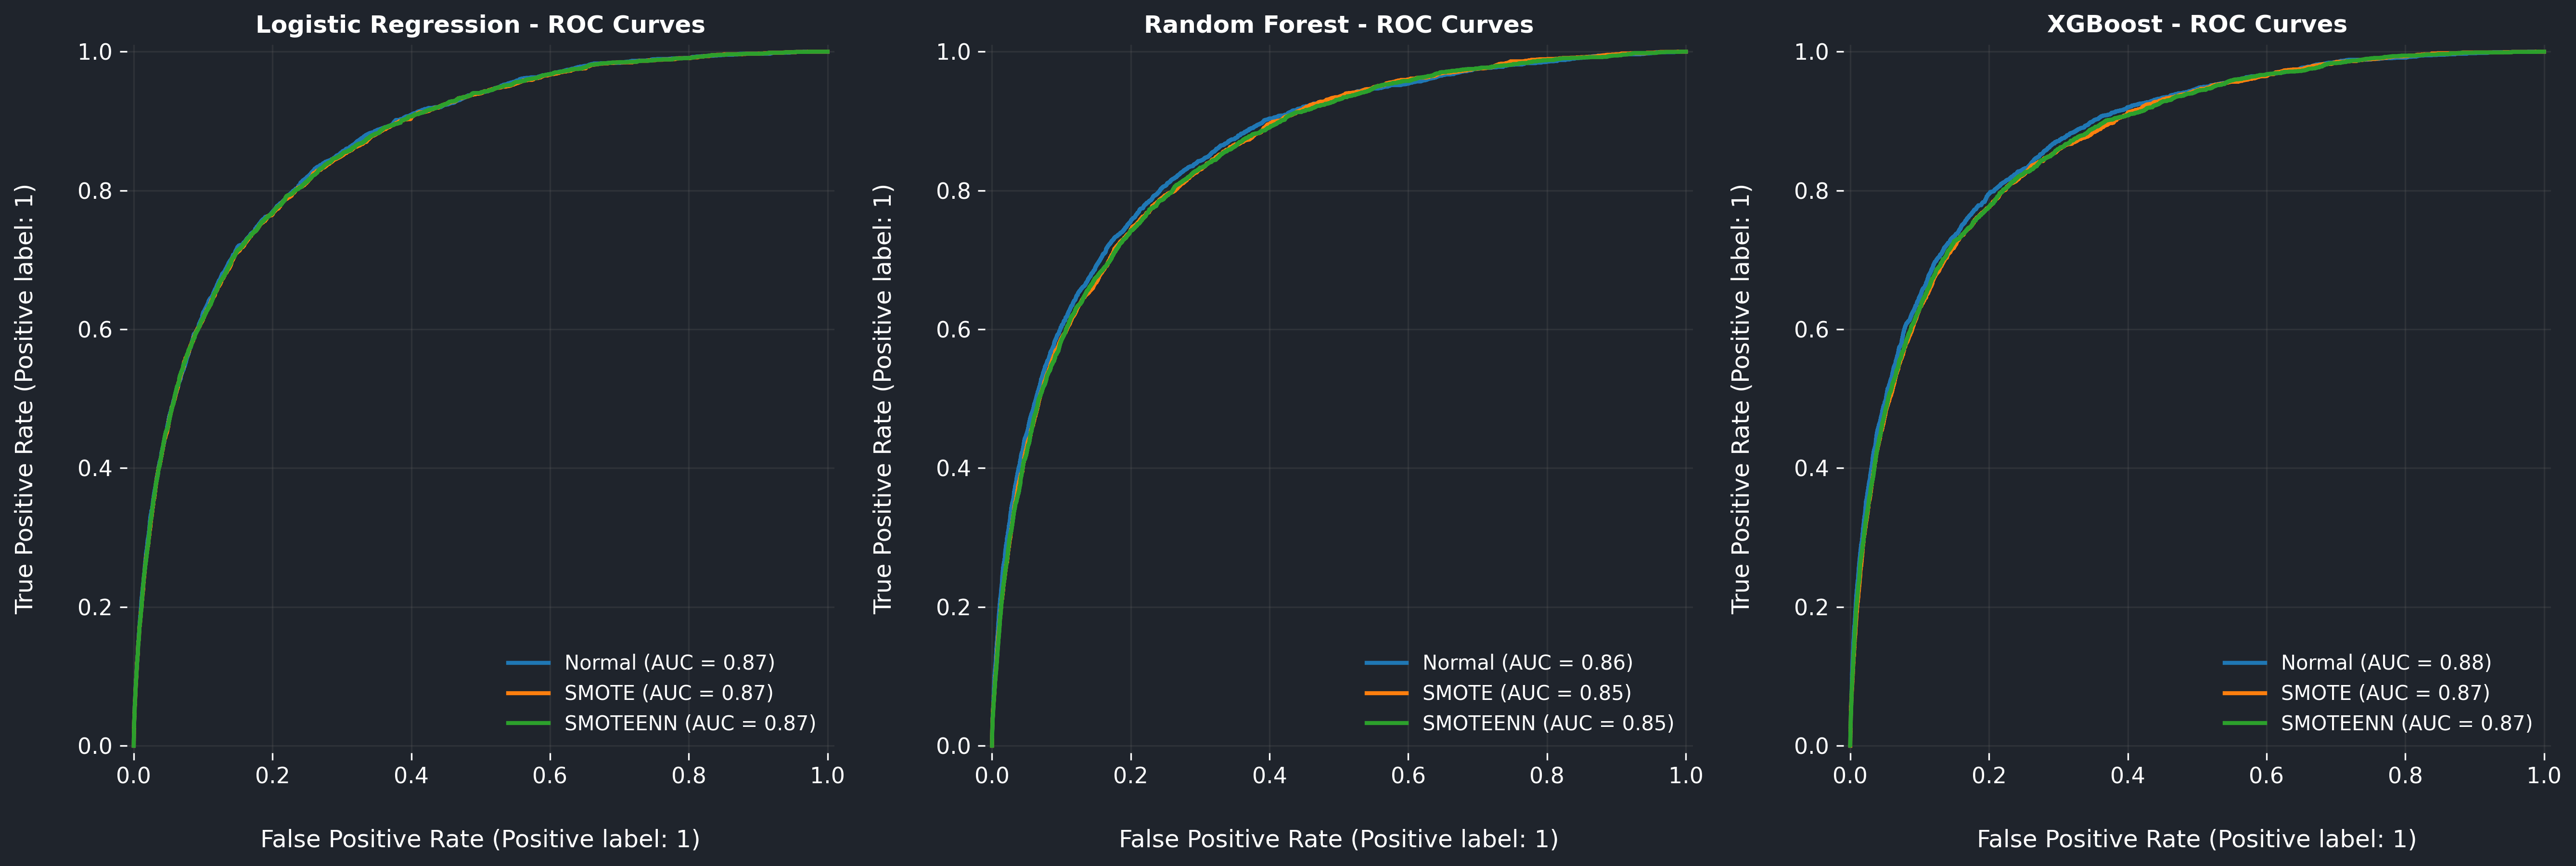 Logistic Regression - ROC Curves
True Positive Rate (Positive label: 1)
1.0
0.8
0.6
0.4
0.2
0.0
Normal (AUC = 0.87)
SMOTE (AUC = 0.87)
SMOTEENN (AUC = 0.87)
0.0 0.2 0.4 0.6 0.8 1.0
False Positive Rate (Positive label: 1)
Random Forest - ROC Curves
True Positive Rate (Positive label: 1)
1.0
0.8
0.6
0.4
0.2
0.0
Normal (AUC = 0.86)
SMOTE (AUC = 0.85)
SMOTEENN (AUC = 0.85)
0.0 0.2 0.4 0.6 0.8 1.0
False Positive Rate (Positive label: 1)
XGBoost - ROC Curves
True Positive Rate (Positive label: 1)
1.0
0.8
0.6
0.4
0.2
0.0
Normal (AUC = 0.88)
SMOTE (AUC = 0.87)
SMOTEENN (AUC = 0.87)
0.0 0.2 0.4 0.6 0.8 1.0
False Positive Rate (Positive label: 1)